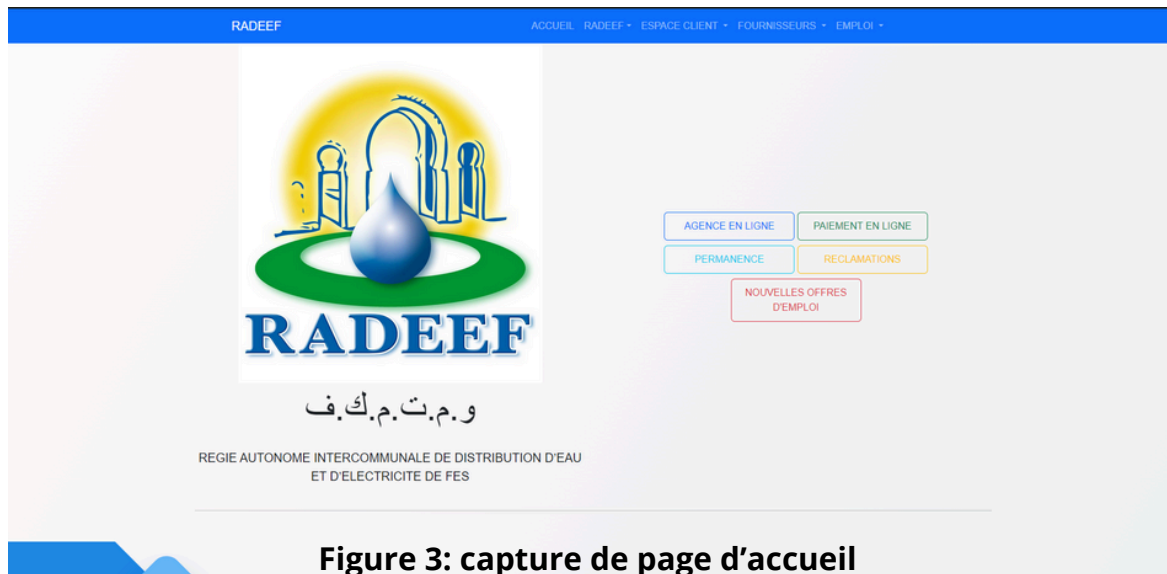 RADEEF
ACCUEIL RADEEF ESPACE CLIENT FOURNISSEURS EMPLOI
RADEEF
و.م.ت.م.ك.ف
REGIE AUTONOME INTERCOMMUNALE DE DISTRIBUTION D'EAU
ET D'ELECTRICITE DE FES
AGENCE EN LIGNE
PAIEMENT EN LIGNE
PERMANENCE
RECLAMATIONS
NOUVELLES OFFRES
D'EMPLOI
Figure 3: capture de page d’accueil